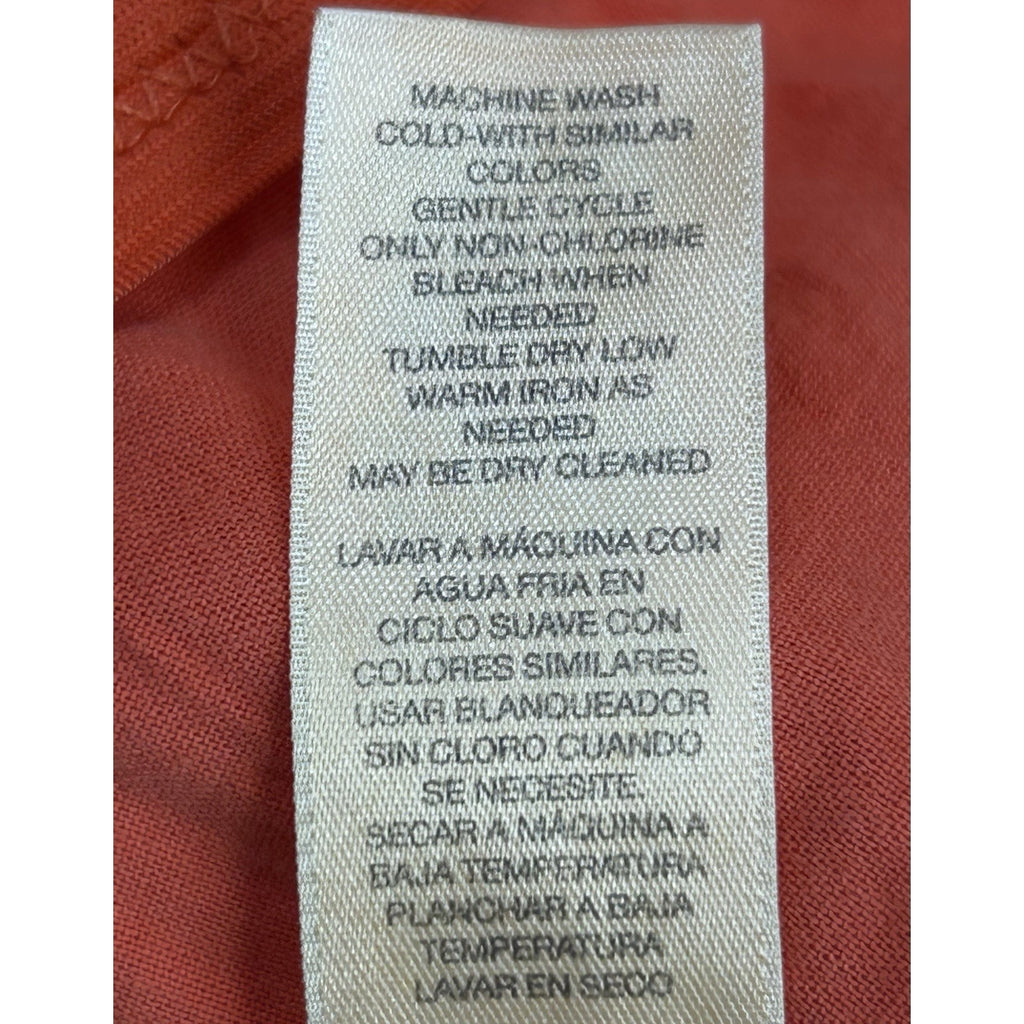 MACHINE WASH
COLD-WITH SIMILAR
COLORS
GENTLE CYCLE
ONLY NON-CHLORINE
BLEACH WHEN
NEEDED
TUMBLE DRY LOW
WARM IRON AS
NEEDED
MAY BE DRY CLEANED
LAVAR A MÁQUINA CON
AGUA FRIA EN
CICLO SUAVE CON
COLORES SIMILARES.
USAR BLANQUEADOR
SIN CLORO CUANDO
SE NECESITE.
SECAR A MÁQUINA A
BAJA TEMPERATURA
PLANCHAR A BAJA
TEMPERATURA
LAVAR EN SECO